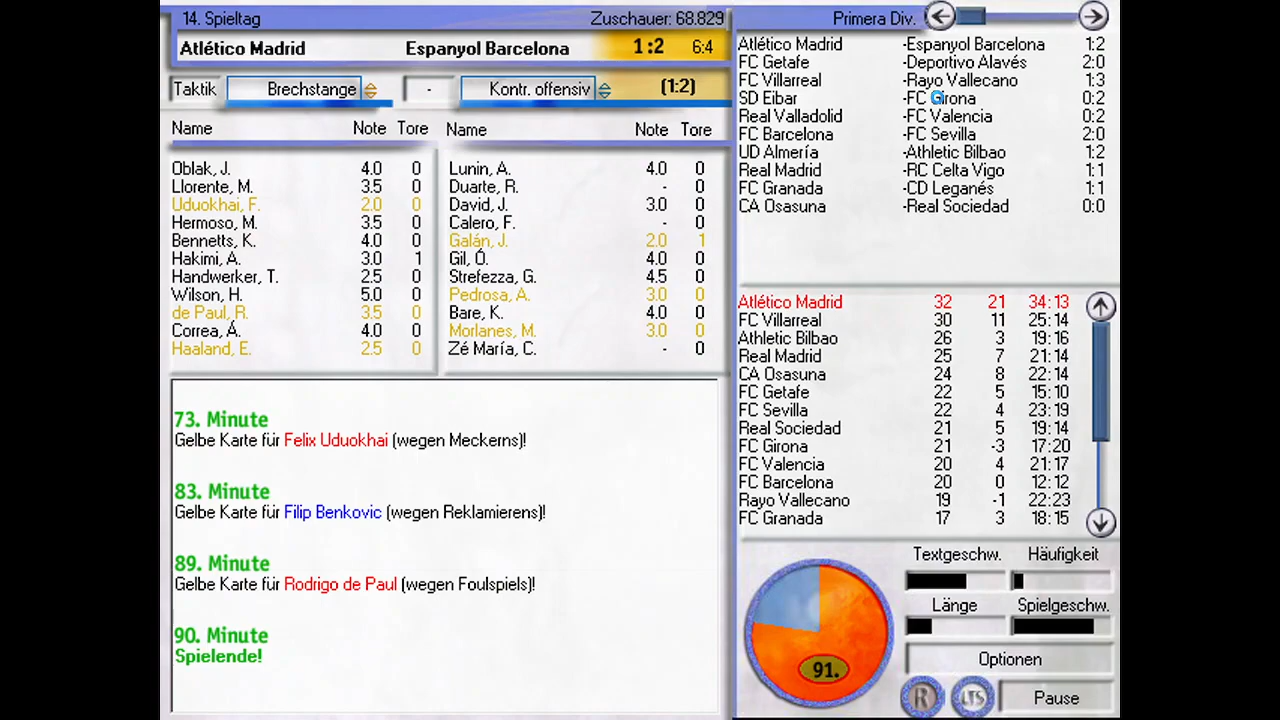 14. Spieltag Zuschauer: 68.829
Atlético Madrid Espanyol Barcelona 1:2 6:4
Taktik Brechstange - Kontr. offensiv (1:2)
Name Note Tore Name Note Tore
Oblak, J. 4.0 0 Lunin, A. 4.0 0
Llorente, M. 3.5 0 Duarte, R. - 0
Uduokhai, F. 2.0 0 David, J. 3.0 0
Hermoso, M. 3.5 0 Calero, F. - 0
Bennetts, K. 4.0 0 Galán, J. 2.0 1
Hakimi, A. 3.0 1 Gil, Ó. 4.0 0
Handwerker, T. 2.5 0 Strefezza, G. 4.5 0
Wilson, H. 5.0 0 Pedrosa, A. 3.0 0
de Paul, R. 3.5 0 Bare, K. 4.0 0
Correa, Á. 4.0 0 Morlanes, M. 3.0 0
Haaland, E. 2.5 0 Zé María, C. - 0
73. Minute
Gelbe Karte für Felix Uduokhai (wegen Meckerns)!
83. Minute
Gelbe Karte für Filip Benkovic (wegen Reklamierens)!
89. Minute
Gelbe Karte für Rodrigo de Paul (wegen Foulspiels)!
90. Minute
Spielende!
Primera Div.
Atlético Madrid -Espanyol Barcelona 1:2
FC Getafe -Deportivo Alavés 2:0
FC Villarreal -Rayo Vallecano 1:3
SD Eibar -FC Girona 0:2
Real Valladolid -FC Valencia 0:2
FC Barcelona -FC Sevilla 2:0
UD Almería -Athletic Bilbao 1:2
Real Madrid -RC Celta Vigo 1:1
FC Granada -CD Leganés 1:1
CA Osasuna -Real Sociedad 0:0
Atlético Madrid 32 21 34:13
FC Villarreal 30 11 25:14
Athletic Bilbao 26 3 19:16
Real Madrid 25 7 21:14
CA Osasuna 24 8 22:14
FC Getafe 22 5 15:10
FC Sevilla 22 4 23:19
Real Sociedad 21 5 19:14
FC Girona 21 -3 17:20
FC Valencia 20 4 21:17
FC Barcelona 20 0 12:12
Rayo Vallecano 19 -1 22:23
FC Granada 17 3 18:15
Textgeschw. Häufigkeit
Länge Spielgeschw.
Optionen
91.
R LTS Pause